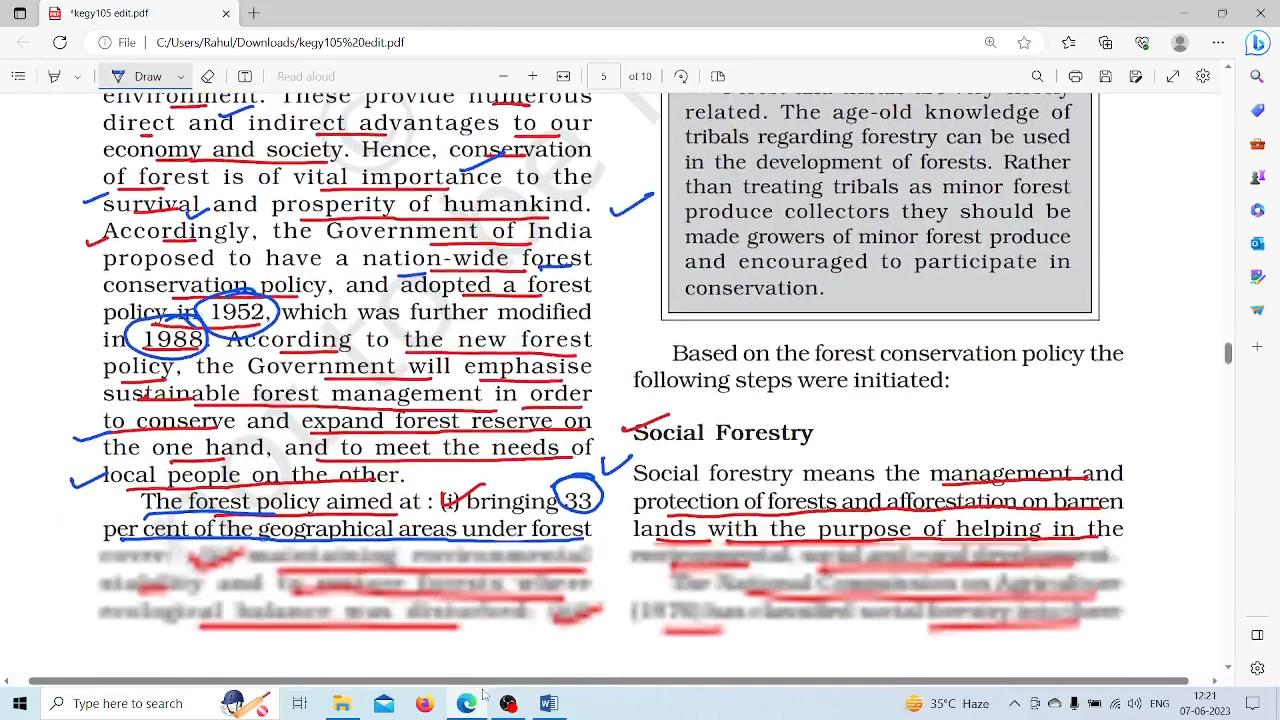 *kegy105 edit.pdf
File
C:/Users/Rahul/Downloads/kegy105%20edit.pdf
Draw
Read aloud
5
of 10
environment. These provide numerous
direct and indirect advantages to our
economy and society. Hence, conservation
of forest is of vital importance to the
survival and prosperity of humankind.
Accordingly, the Government of India
proposed to have a nation-wide forest
conservation policy, and adopted a forest
policy in 1952, which was further modified
in 1988. According to the new forest
policy, the Government will emphasise
sustainable forest management in order
to conserve and expand forest reserve on
the one hand, and to meet the needs of
local people on the other.
The forest policy aimed at : (i) bringing 33
per cent of the geographical areas under forest
related. The age-old knowledge of
tribals regarding forestry can be used
in the development of forests. Rather
than treating tribals as minor forest
produce collectors they should be
made growers of minor forest produce
and encouraged to participate in
conservation.
Based on the forest conservation policy the
following steps were initiated:
Social Forestry
Social forestry means the management and
protection of forests and afforestation on barren
lands with the purpose of helping in the
Type here to search
35°C Haze
ENG
12:21
07-06-2023